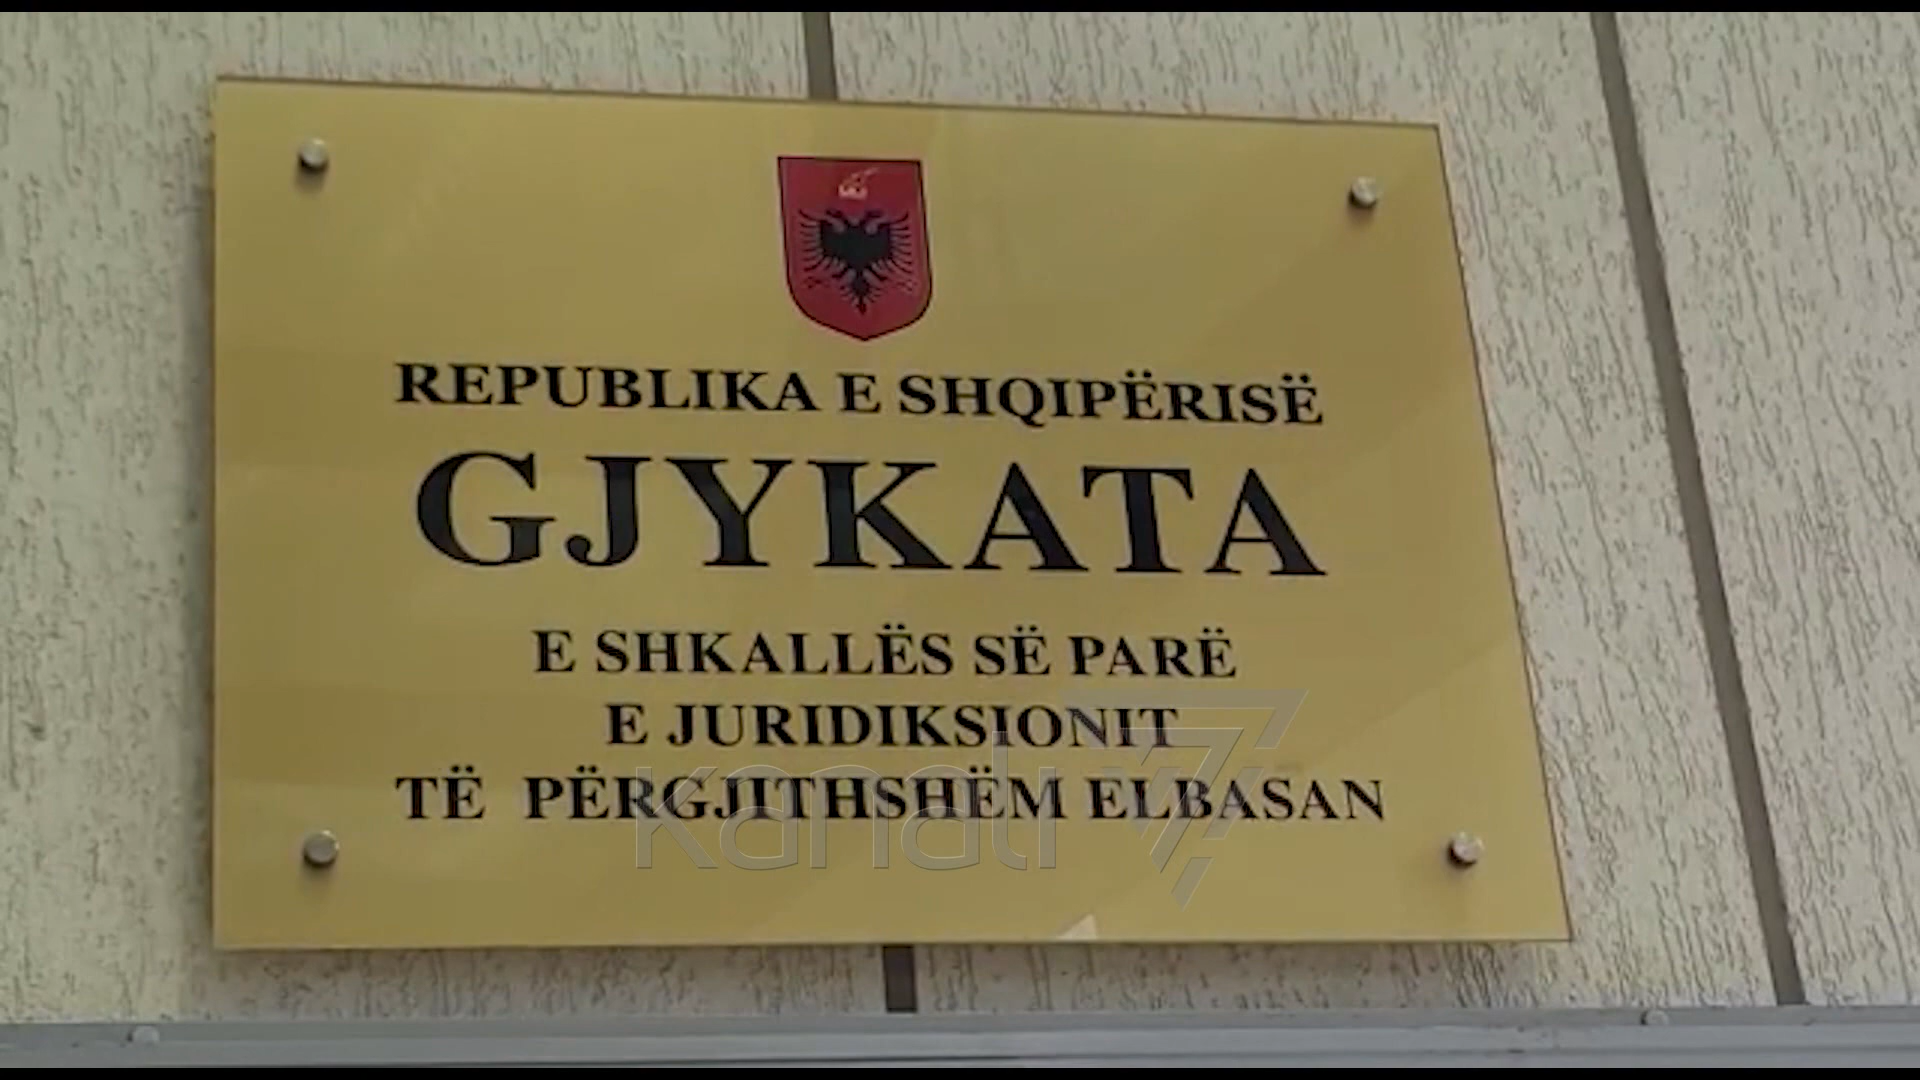 REPUBLIKA E SHQIPËRISË
GJYKATA
E SHKALLËS SË PARË
E JURIDIKSIONIT
TË PËRGJITHSHËM ELBASAN
kanali 7